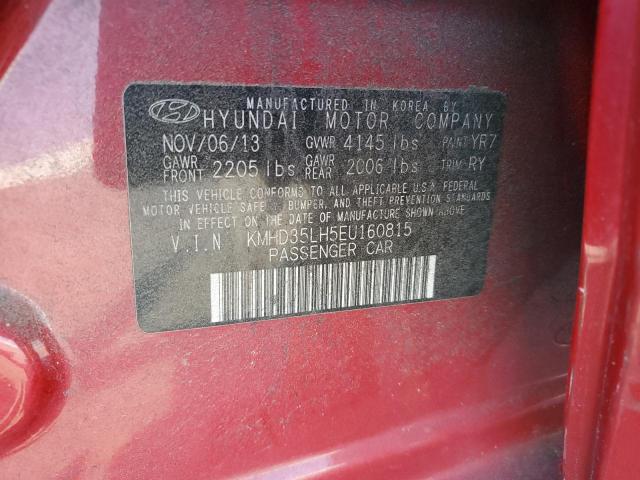 MANUFACTURED IN KOREA BY
HYUNDAI MOTOR COMPANY
NOV/06/13 GVWR 4145 lbs PAINT YR7
GAWR FRONT 2205 lbs GAWR REAR 2006 lbs TRIM RY
THIS VEHICLE CONFORMS TO ALL APPLICABLE U.S.A FEDERAL
MOTOR VEHICLE SAFETY & BUMPER, AND THEFT PREVENTION STANDARDS
IN EFFECT ON THE DATE OF MANUFACTURE SHOWN ABOVE.
V.I.N KMHD35LH5EU160815
PASSENGER CAR